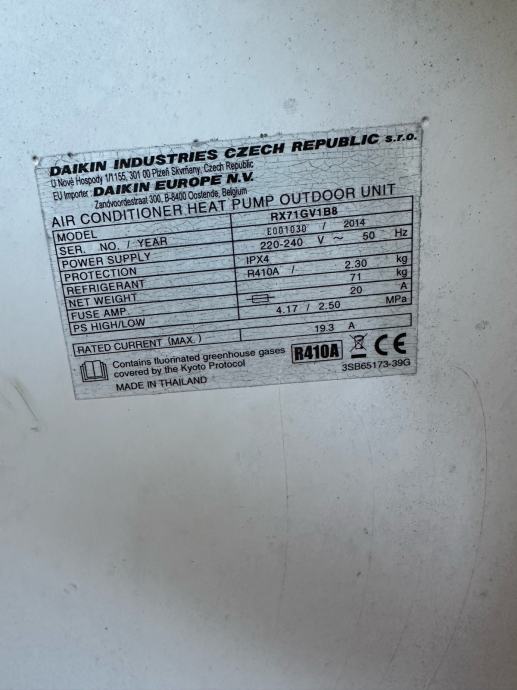 DAIKIN INDUSTRIES CZECH REPUBLIC s.r.o.
U Nové Hospody 1/1155, 301 00 Plzeň Skvrňany, Czech Republic
EU Importer: DAIKIN EUROPE N.V.
Zandvoordestraat 300, B-8400 Oostende, Belgium
AIR CONDITIONER HEAT PUMP OUTDOOR UNIT
MODEL RX71GV1B8
SER. NO. / YEAR E001030 / 2014
POWER SUPPLY 220-240 V ~ 50 Hz
PROTECTION IPX4
REFRIGERANT R410A / 2.30 kg
NET WEIGHT 71 kg
FUSE AMP. 20 A
PS HIGH/LOW 4.17 / 2.50 MPa
RATED CURRENT (MAX.) 19.3 A
Contains fluorinated greenhouse gases
covered by the Kyoto Protocol
R410A CE
MADE IN THAILAND
3SB65173-39G